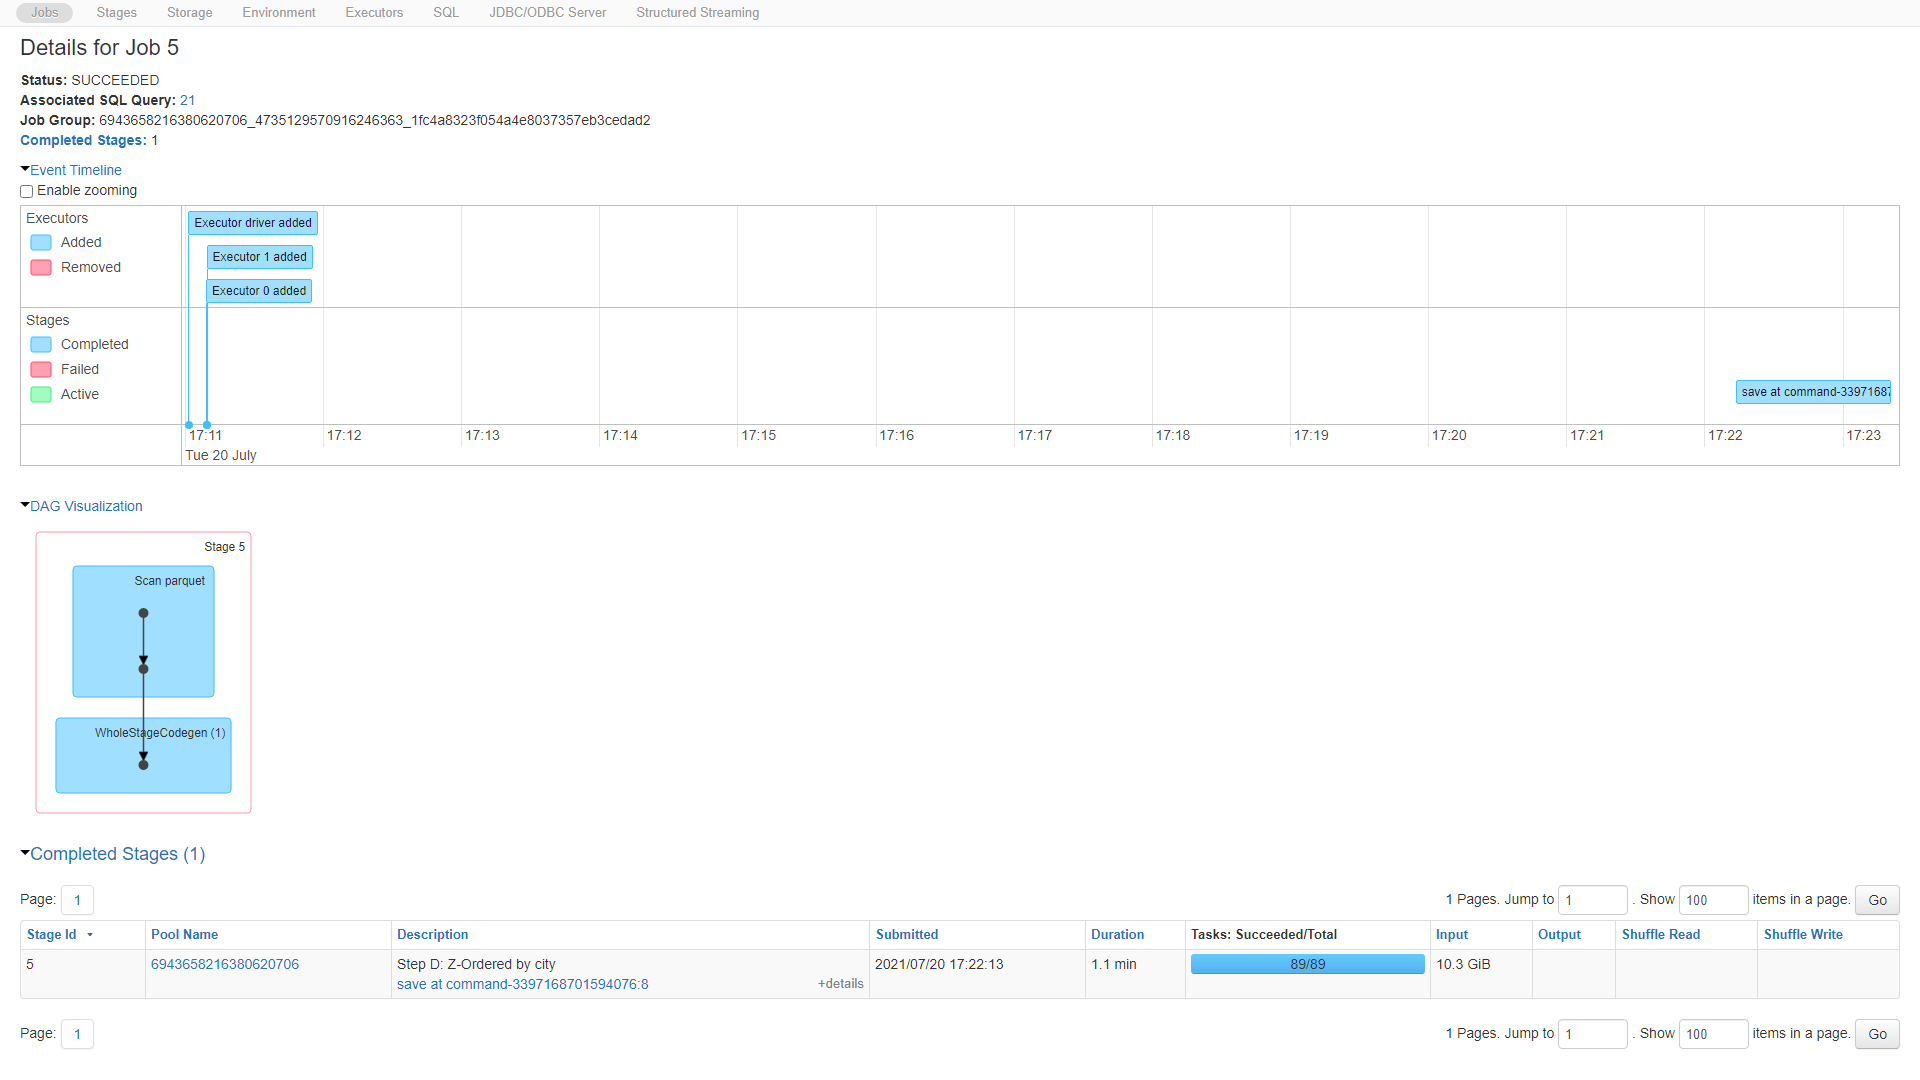 Jobs Stages Storage Environment Executors SQL JDBC/ODBC Server Structured Streaming
Details for Job 5
Status: SUCCEEDED
Associated SQL Query: 21
Job Group: 6943658216380620706_4735129570916246363_1fc4a8323f054a4e8037357eb3cedad2
Completed Stages: 1
Event Timeline
Enable zooming
Executors
Added
Removed
Executor driver added
Executor 1 added
Executor 0 added
Stages
Completed
Failed
Active
save at command-33971687
17:11 17:12 17:13 17:14 17:15 17:16 17:17 17:18 17:19 17:20 17:21 17:22 17:23
Tue 20 July
DAG Visualization
Stage 5
Scan parquet
WholeStageCodegen (1)
Completed Stages (1)
Page: 1 1 Pages. Jump to 1 . Show 100 items in a page. Go
Stage Id Pool Name Description Submitted Duration Tasks: Succeeded/Total Input Output Shuffle Read Shuffle Write
5 6943658216380620706 Step D: Z-Ordered by city 2021/07/20 17:22:13 1.1 min 89/89 10.3 GiB
save at command-3397168701594076:8 +details
Page: 1 1 Pages. Jump to 1 . Show 100 items in a page. Go